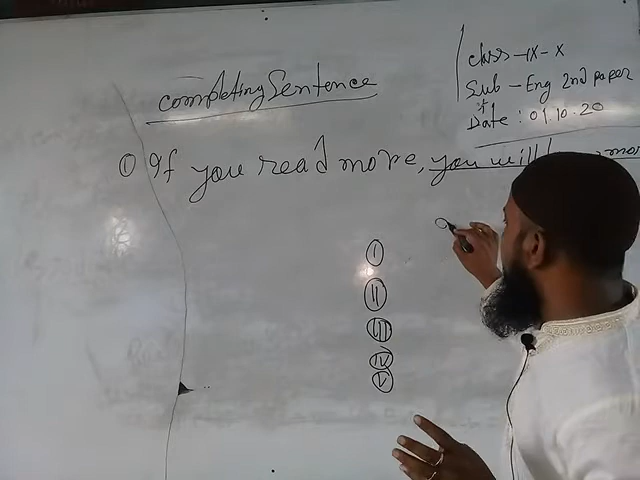 Class - IX - X
Sub - Eng 2nd paper
Date : 01.10.20
Completing Sentence
① If you read more, you will
I
II
III
IV
V